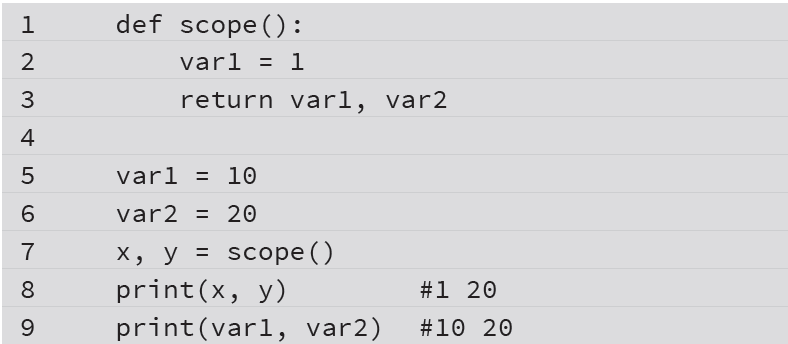 1 def scope():
2 var1 = 1
3 return var1, var2
4
5 var1 = 10
6 var2 = 20
7 x, y = scope()
8 print(x, y) #1 20
9 print(var1, var2) #10 20